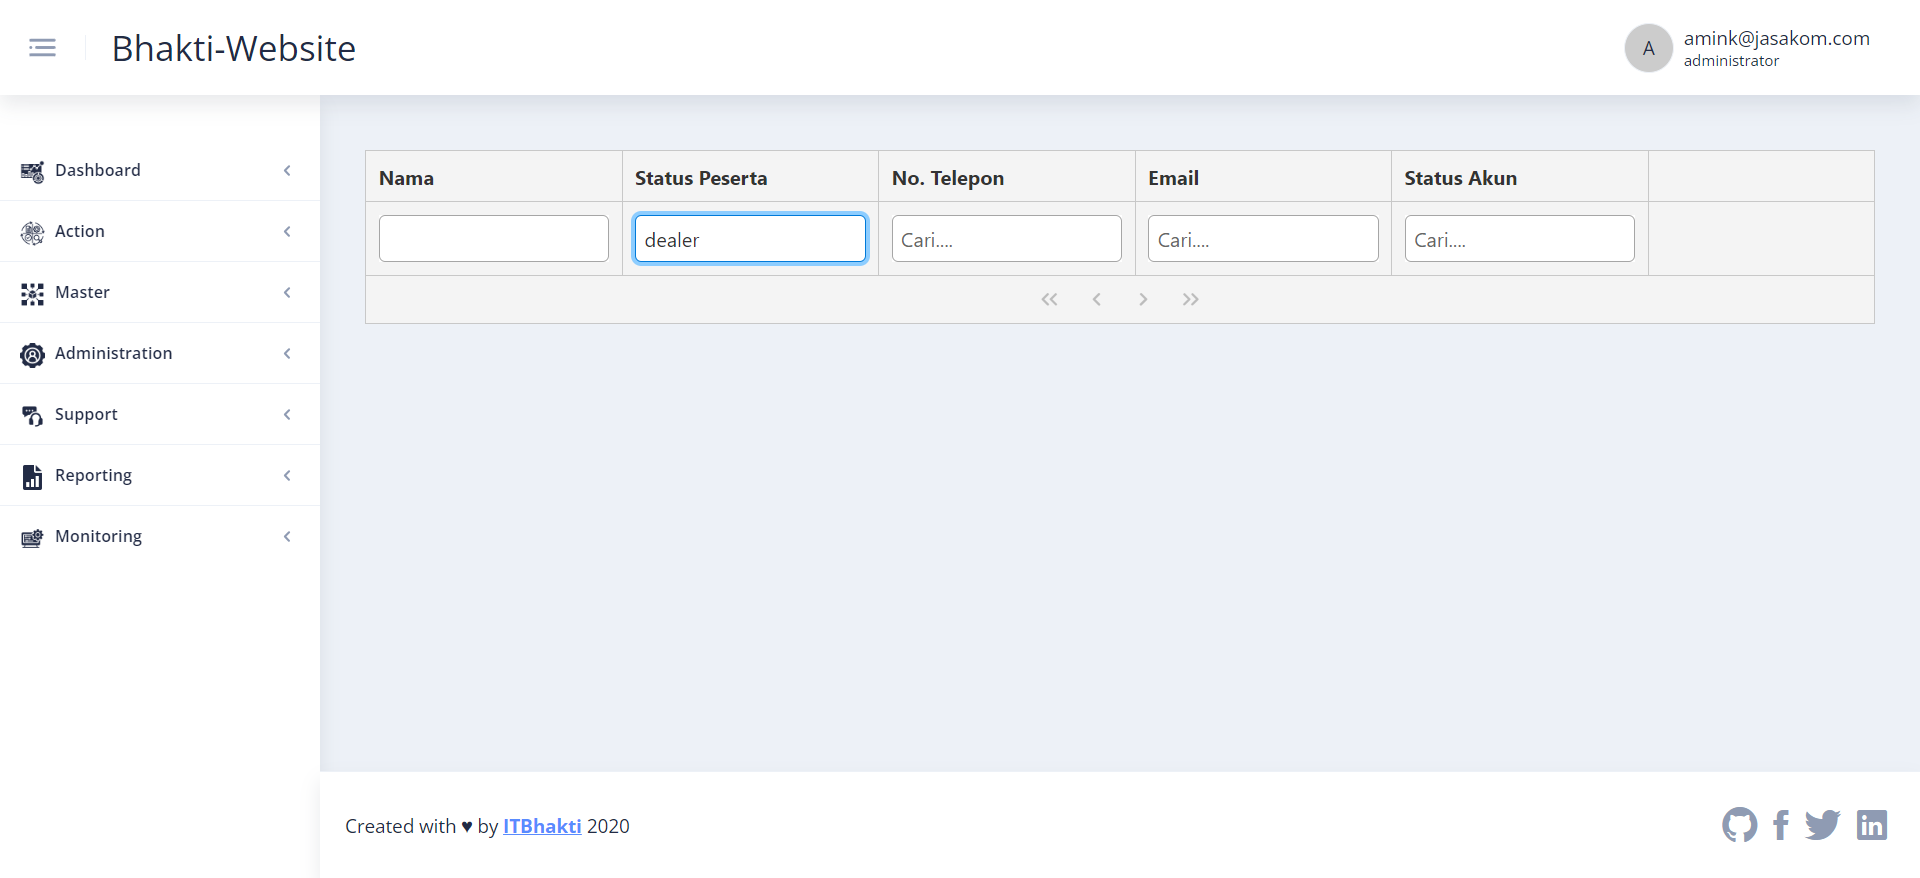 Bhakti-Website
A
amink@jasakom.com
administrator
Dashboard
Action
Master
Administration
Support
Reporting
Monitoring
Nama Status Peserta No. Telepon Email Status Akun
dealer Cari.... Cari.... Cari....
Created with ♥ by ITBhakti 2020